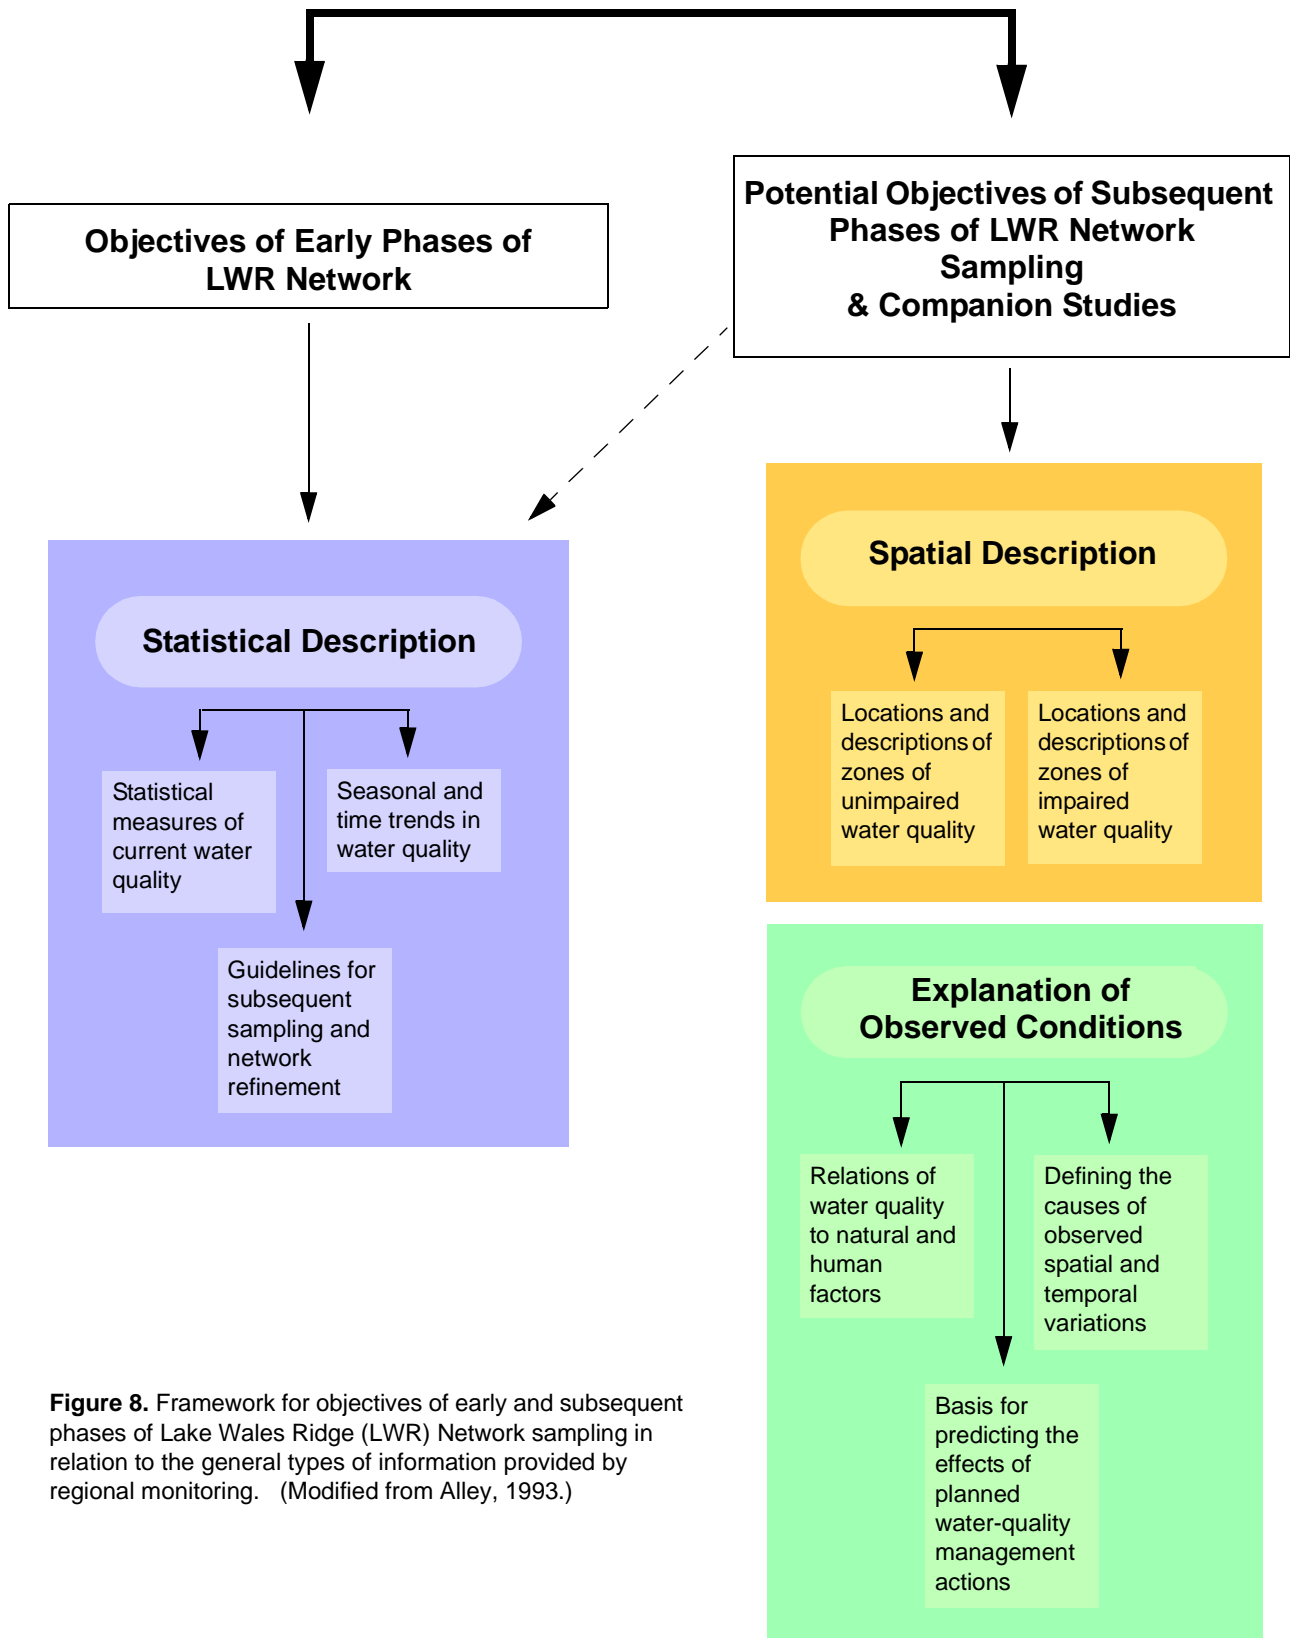 Objectives of Early Phases of
LWR Network
Potential Objectives of Subsequent
Phases of LWR Network
Sampling
& Companion Studies
Statistical Description
Statistical
measures of
current water
quality
Seasonal and
time trends in
water quality
Guidelines for
subsequent
sampling and
network
refinement
Spatial Description
Locations and
descriptions of
zones of
unimpaired
water quality
Locations and
descriptions of
zones of
impaired
water quality
Explanation of
Observed Conditions
Relations of
water quality
to natural and
human
factors
Defining the
causes of
observed
spatial and
temporal
variations
Basis for
predicting the
effects of
planned
water-quality
management
actions
Figure 8. Framework for objectives of early and subsequent
phases of Lake Wales Ridge (LWR) Network sampling in
relation to the general types of information provided by
regional monitoring. (Modified from Alley, 1993.)